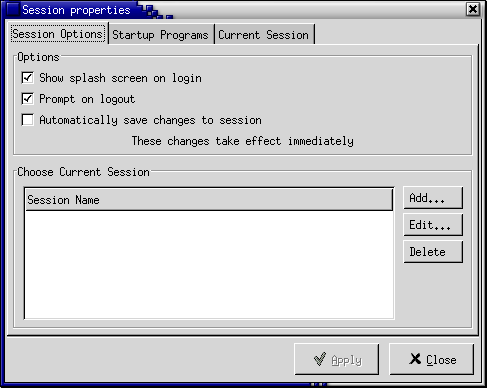 Session properties
Session Options Startup Programs Current Session
Options
Show splash screen on login
Prompt on logout
Automatically save changes to session
These changes take effect immediately
Choose Current Session
Session Name
Add...
Edit...
Delete
Apply Close